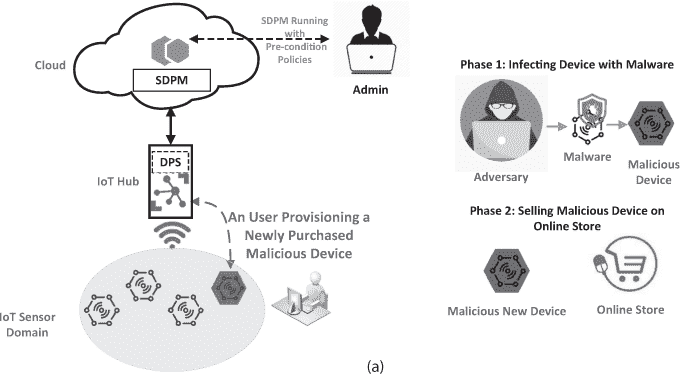 SDPM Running
with
Pre-condition
Policies
Cloud
SDPM
Admin
DPS
IoT Hub
An User Provisioning a
Newly Purchased
Malicious Device
IoT Sensor
Domain
Phase 1: Infecting Device with Malware
Adversary
Malware
Malicious
Device
Phase 2: Selling Malicious Device on
Online Store
Malicious New Device
Online Store
(a)